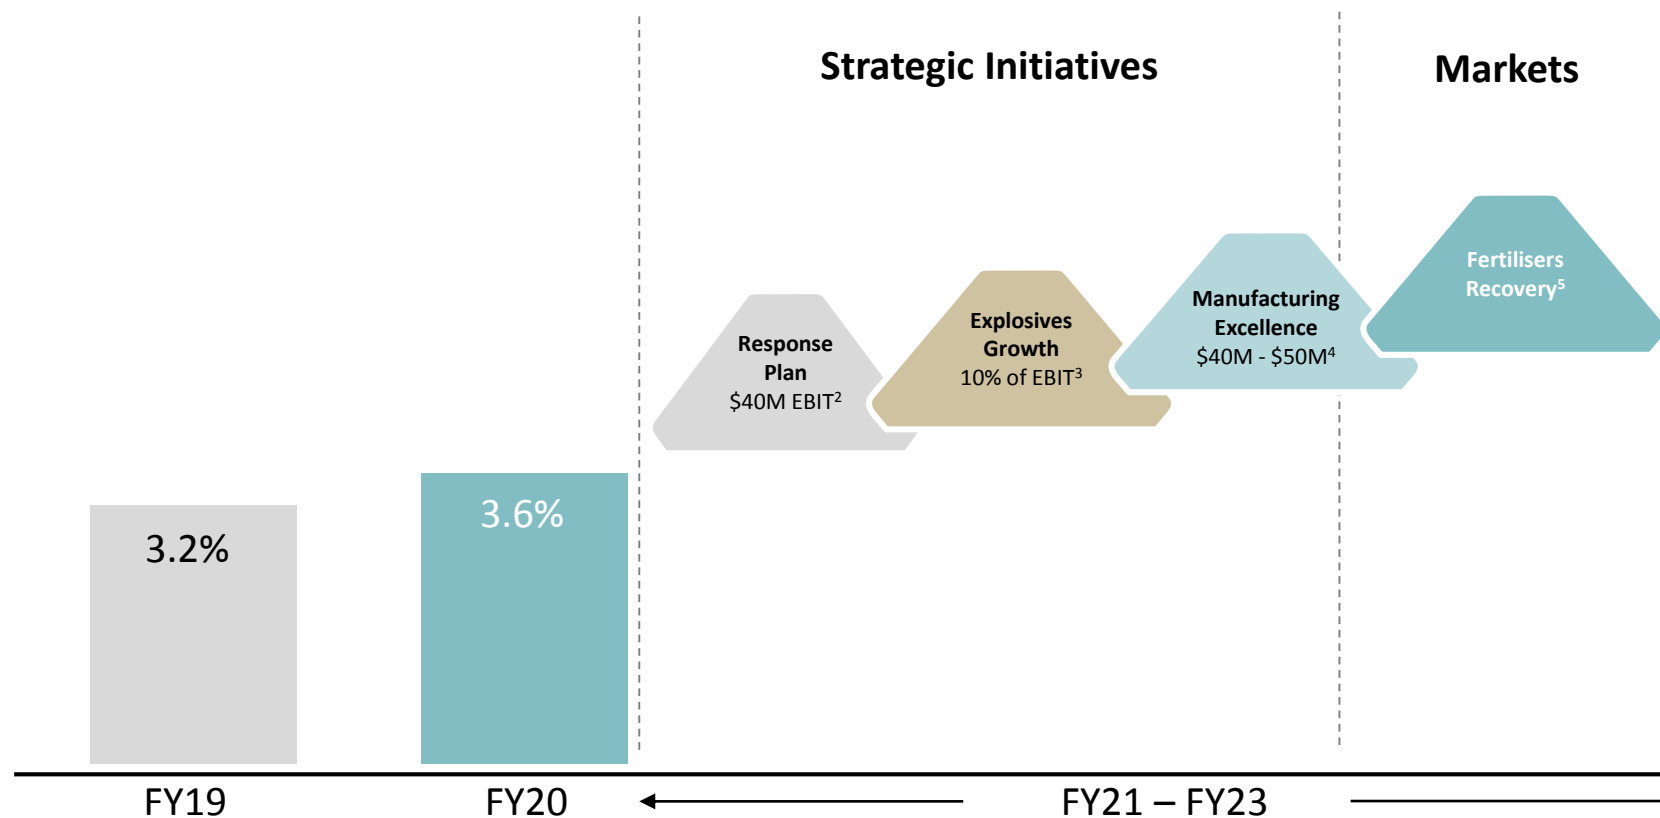 Strategic Initiatives
Markets
Fertilisers
Recovery⁵
Manufacturing
Excellence
$40M - $50M⁴
Explosives
Growth
10% of EBIT³
Response
Plan
$40M EBIT²
3.2%
3.6%
FY19
FY20
FY21 – FY23